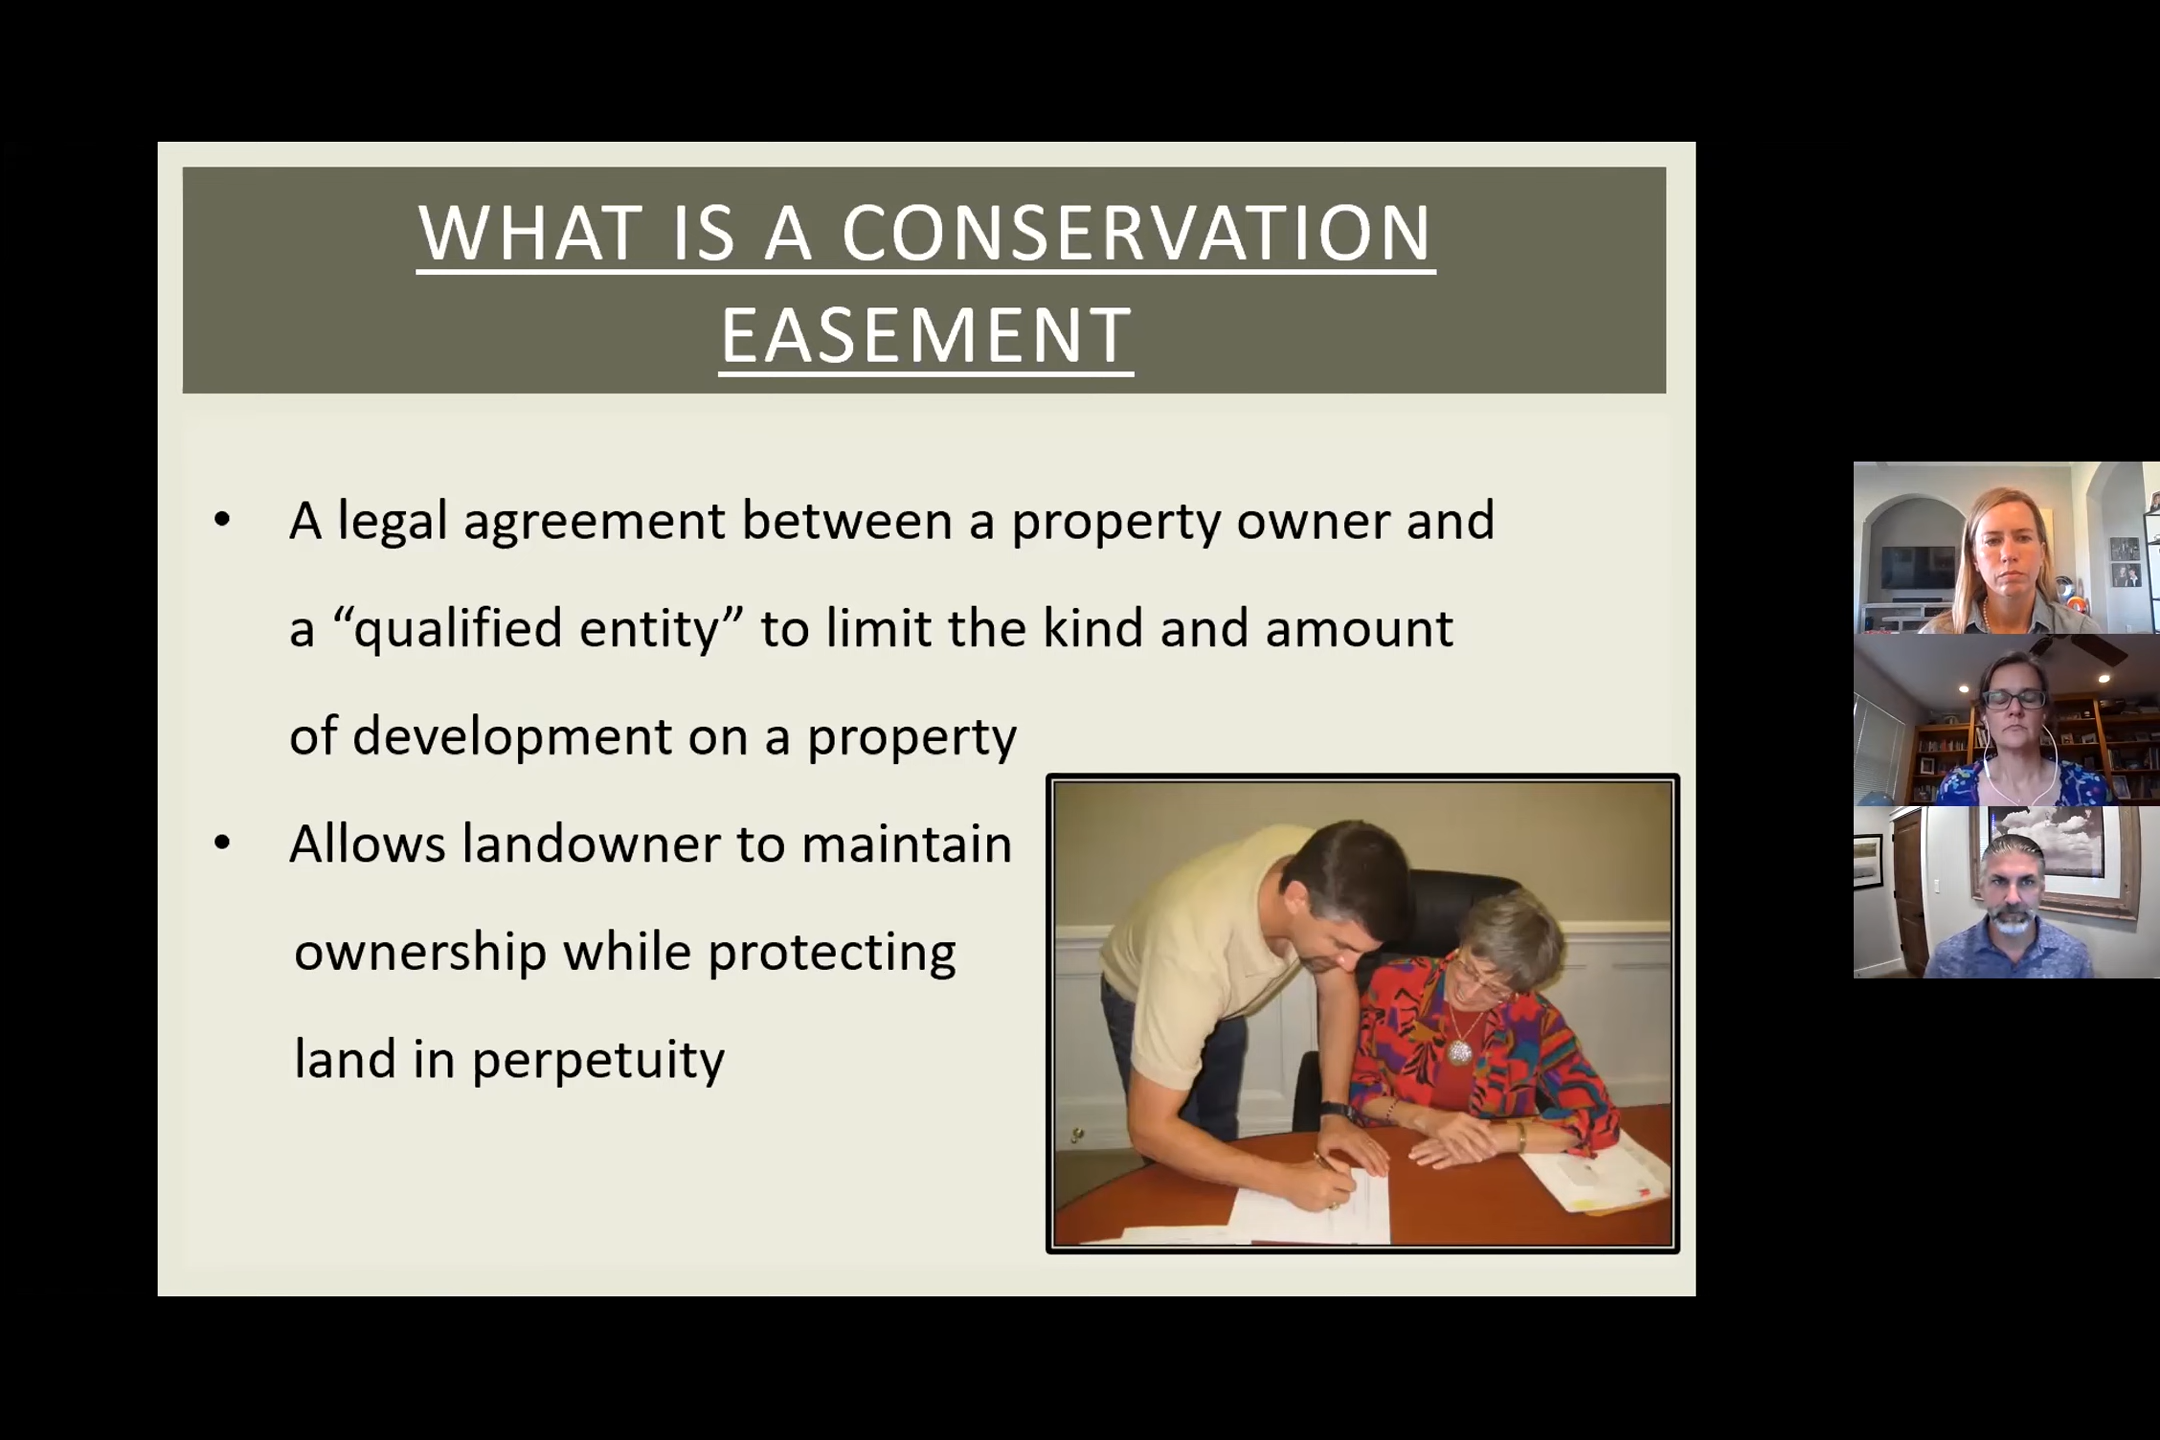 WHAT IS A CONSERVATION
EASEMENT
• A legal agreement between a property owner and
a “qualified entity” to limit the kind and amount
of development on a property
• Allows landowner to maintain
ownership while protecting
land in perpetuity